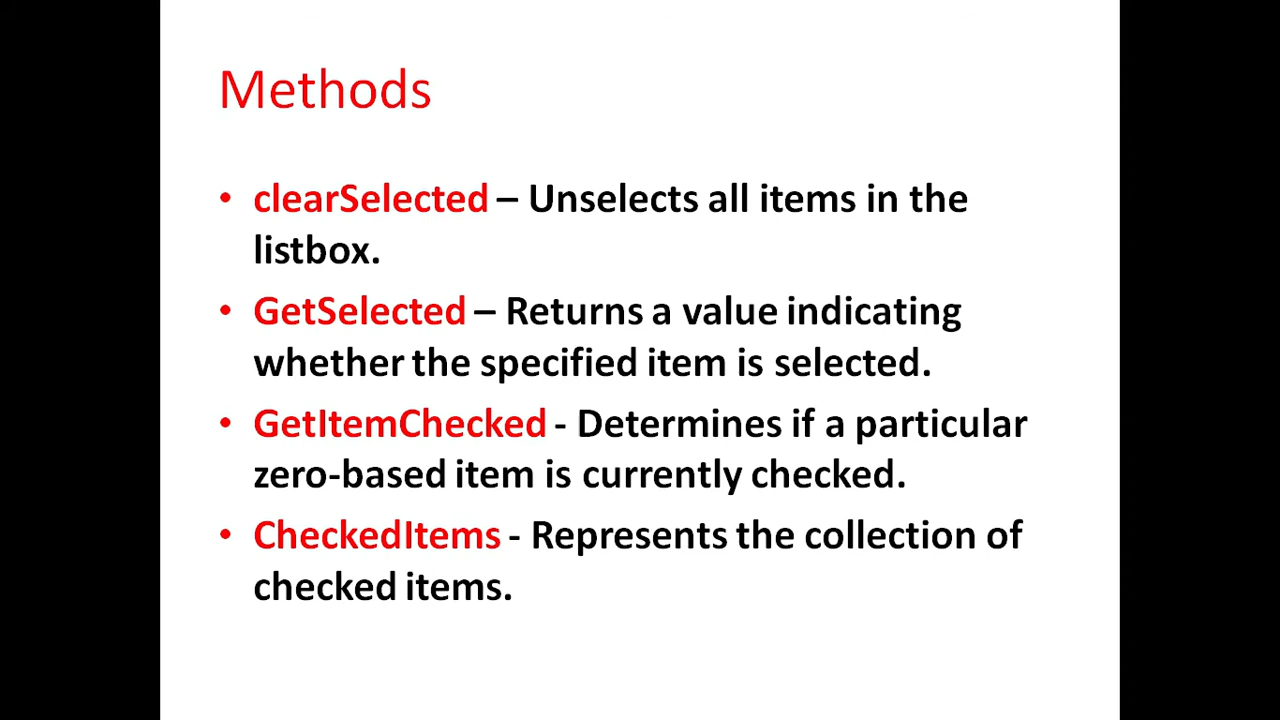 Methods
• clearSelected – Unselects all items in the
listbox.
• GetSelected – Returns a value indicating
whether the specified item is selected.
• GetItemChecked - Determines if a particular
zero-based item is currently checked.
• CheckedItems - Represents the collection of
checked items.